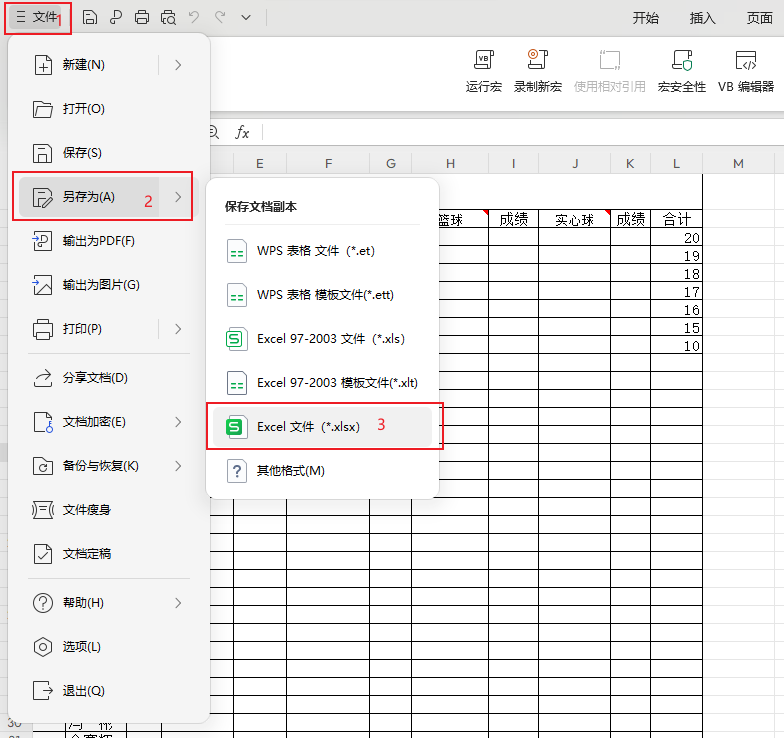 文件 1
开始 插入 页面
新建(N)
打开(O)
保存(S)
另存为(A) 2
输出为PDF(F)
输出为图片(G)
打印(P)
分享文档(D)
文档加密(E)
备份与恢复(K)
文件瘦身
文档定稿
帮助(H)
选项(L)
退出(Q)
保存文档副本
WPS 表格 文件 (*.et)
WPS 表格 模板文件(*.ett)
Excel 97-2003 文件 (*.xls)
Excel 97-2003 模板文件(*.xlt)
Excel 文件 (*.xlsx) 3
其他格式(M)
运行宏 录制新宏 使用相对引用 宏安全性 VB 编辑器
fx
E F G H I J K L M
篮球 成绩 实心球 成绩 合计
20
19
18
17
16
15
10
30